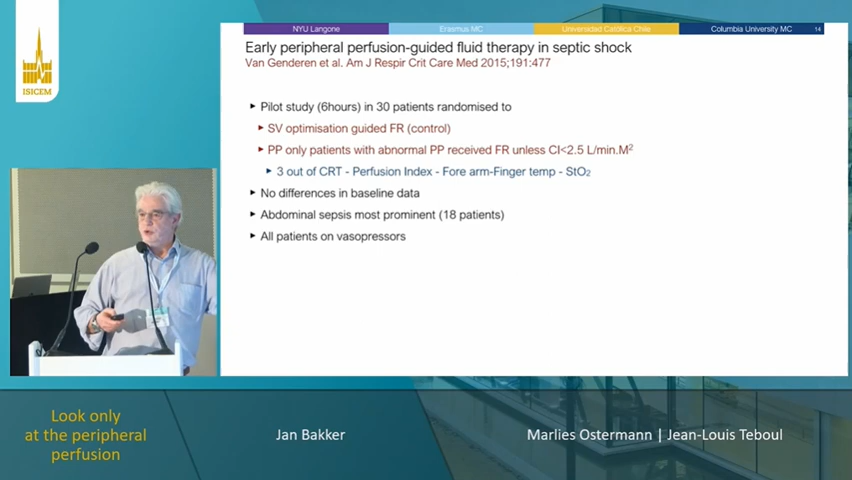 ISICEM
NYU Langone
Erasmus MC
Universidad Católica Chile
Columbia University MC
14
Early peripheral perfusion-guided fluid therapy in septic shock
Van Genderen et al. Am J Respir Crit Care Med 2015;191:477
Pilot study (6hours) in 30 patients randomised to
SV optimisation guided FR (control)
PP only patients with abnormal PP received FR unless CI<2.5 L/min.M²
3 out of CRT - Perfusion Index - Fore arm-Finger temp - StO₂
No differences in baseline data
Abdominal sepsis most prominent (18 patients)
All patients on vasopressors
Look only
at the peripheral
perfusion
Jan Bakker
Marlies Ostermann | Jean-Louis Teboul